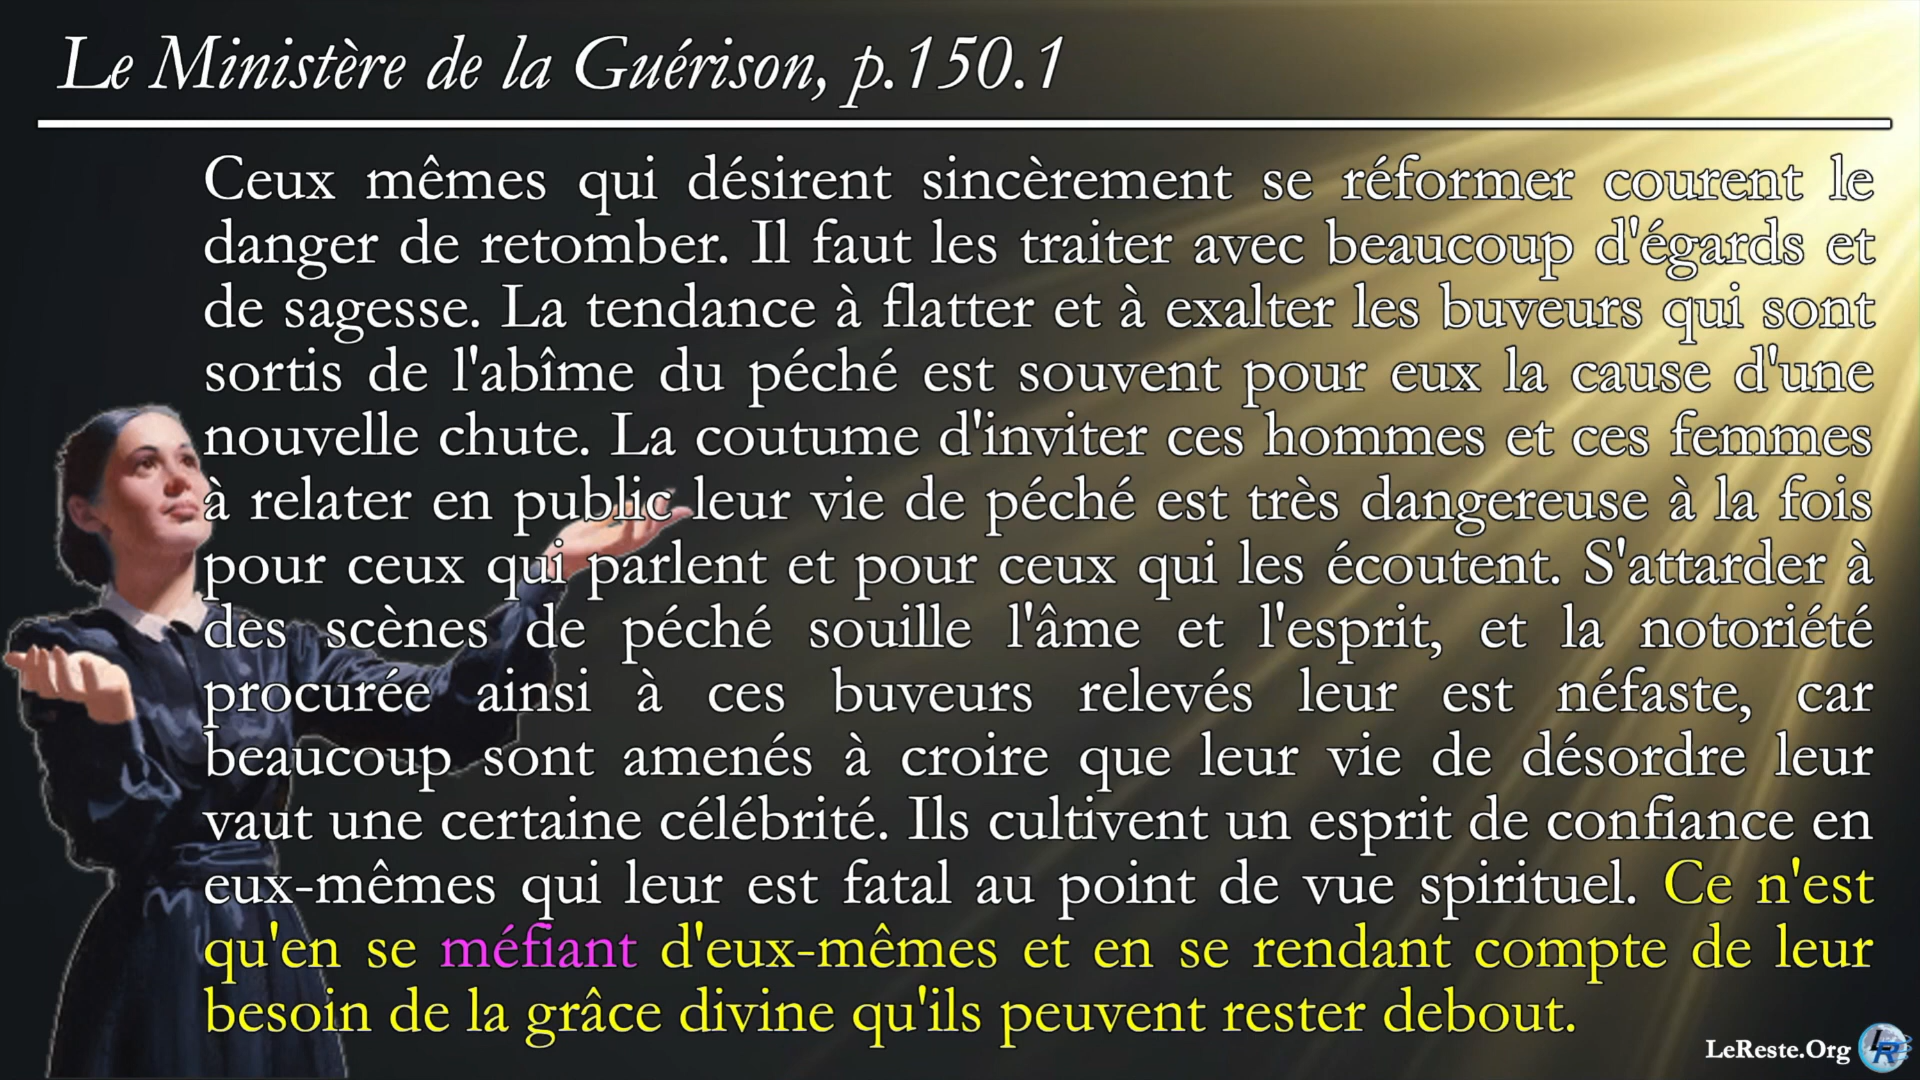 Le Ministère de la Guérison, p.150.1
Ceux mêmes qui désirent sincèrement se réformer courent le
danger de retomber. Il faut les traiter avec beaucoup d'égards et
de sagesse. La tendance à flatter et à exalter les buveurs qui sont
sortis de l'abîme du péché est souvent pour eux la cause d'une
nouvelle chute. La coutume d'inviter ces hommes et ces femmes
à relater en public leur vie de péché est très dangereuse à la fois
pour ceux qui parlent et pour ceux qui les écoutent. S'attarder à
des scènes de péché souille l'âme et l'esprit, et la notoriété
procurée ainsi à ces buveurs relevés leur est néfaste, car
beaucoup sont amenés à croire que leur vie de désordre leur
vaut une certaine célébrité. Ils cultivent un esprit de confiance en
eux-mêmes qui leur est fatal au point de vue spirituel. Ce n'est
qu'en se méfiant d'eux-mêmes et en se rendant compte de leur
besoin de la grâce divine qu'ils peuvent rester debout.
LeReste.Org LR